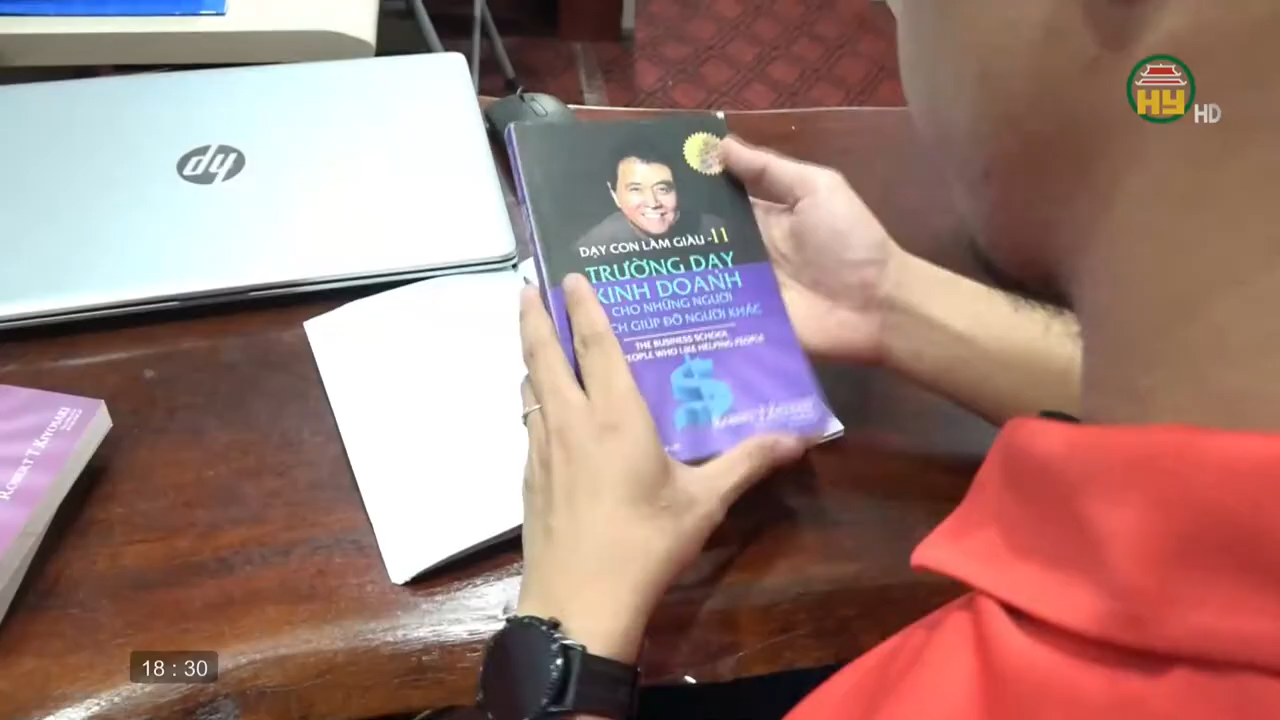 HY HD
hp
DẠY CON LÀM GIÀU -11
TRƯỜNG DẠY
KINH DOANH
CHO NHỮNG NGƯỜI
CH GIÚP ĐỠ NGƯỜI KHÁC
THE BUSINESS SCHOOL
PEOPLE WHO LIKE HELPING PEOPLE
$
ROBERT T KIYOSAKI
18 : 30